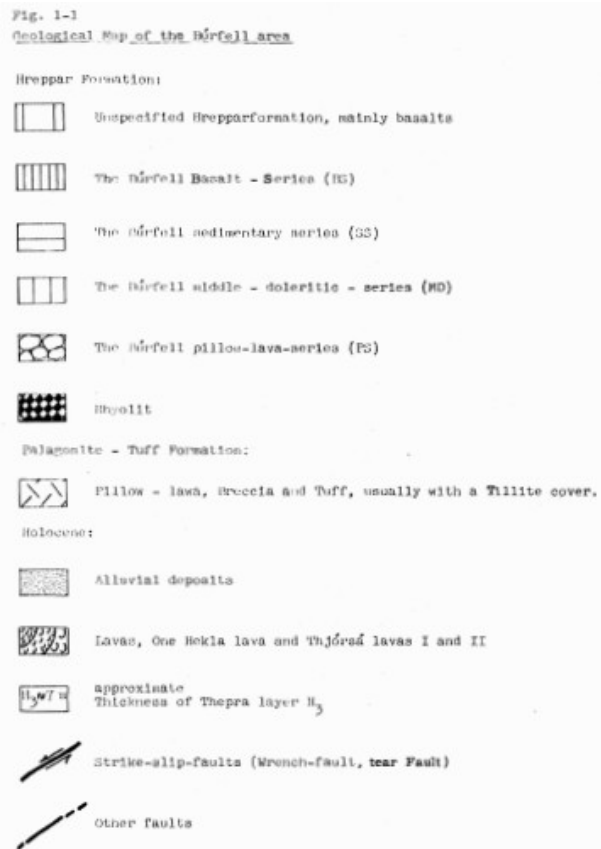 Fig. 1-1
Geological Map of the Búrfell area
Hreppar Formation:
Unspecified Hrepparformation, mainly basalts
The Búrfell Basalt - Series (BS)
The Búrfell sedimentary series (SS)
The Búrfell middle - doleritic - series (MD)
The Búrfell pillow-lava-series (PS)
Rhyolit
Palagonite - Tuff Formation:
Pillow - lawa, Breccia and Tuff, usually with a Tillite cover.
Holocene:
Alluvial deposits
Lavas, One Hekla lava and Thjórsá lavas I and II
approximate
Thickness of Thepra layer H3
Strike-slip-faults (Wrench-fault, tear Fault)
Other faults